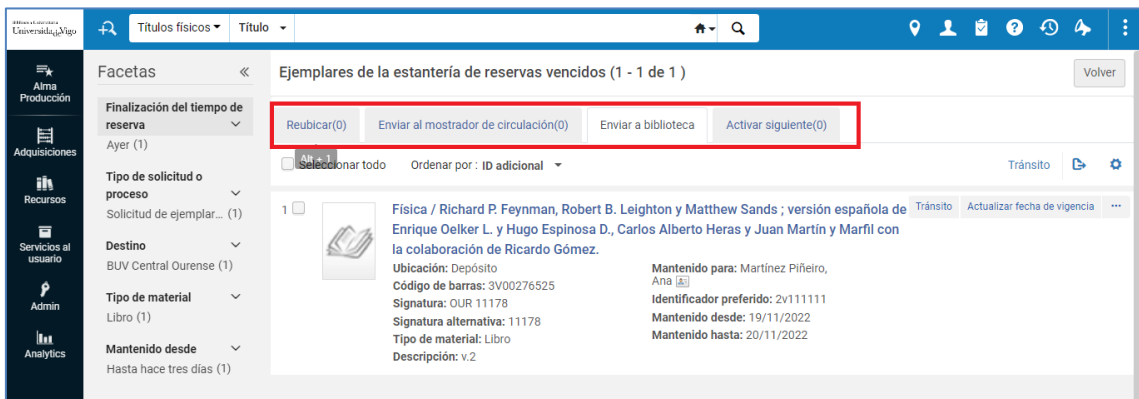 Universida de Vigo
Títulos físicos
Título
Alma
Producción
Adquisiciones
Recursos
Servicios al
usuario
Admin
Analytics
Facetas
Finalización del tiempo de
reserva
Ayer (1)
Tipo de solicitud o
proceso
Solicitud de ejemplar... (1)
Destino
BUV Central Ourense (1)
Tipo de material
Libro (1)
Mantenido desde
Hasta hace tres días (1)
Ejemplares de la estantería de reservas vencidos (1 - 1 de 1 )
Volver
Reubicar(0) Enviar al mostrador de circulación(0) Enviar a biblioteca Activar siguiente(0)
Alt + 1
Seleccionar todo Ordenar por : ID adicional Tránsito
1 Física / Richard P. Feynman, Robert B. Leighton y Matthew Sands ; versión española de
Enrique Oelker L. y Hugo Espinosa D., Carlos Alberto Heras y Juan Martín y Marfil con
la colaboración de Ricardo Gómez.
Tránsito Actualizar fecha de vigencia ...
Ubicación: Depósito
Código de barras: 3V00276525
Signatura: OUR 11178
Signatura alternativa: 11178
Tipo de material: Libro
Descripción: v.2
Mantenido para: Martínez Piñeiro,
Ana
Identificador preferido: 2v111111
Mantenido desde: 19/11/2022
Mantenido hasta: 20/11/2022